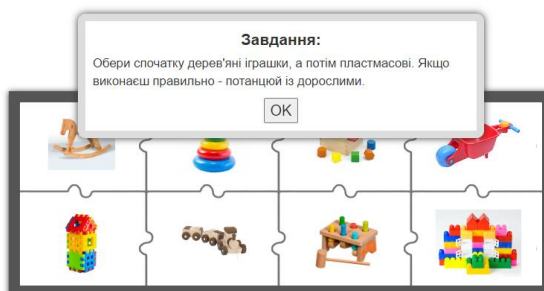 Завдання:
Обери спочатку дерев'яні іграшки, а потім пластмасові. Якщо
виконаєш правильно - потанцюй із дорослими.
OK